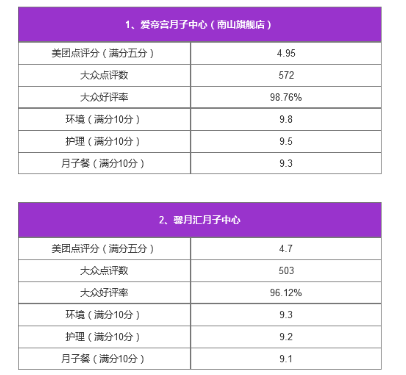 1、爱帝宫月子中心（南山旗舰店）
美团点评分（满分五分） 4.95
大众点评数 572
大众好评率 98.76%
环境（满分10分） 9.8
护理（满分10分） 9.5
月子餐（满分10分） 9.3
2、馨月汇月子中心
美团点评分（满分五分） 4.7
大众点评数 503
大众好评率 96.12%
环境（满分10分） 9.3
护理（满分10分） 9.2
月子餐（满分10分） 9.1